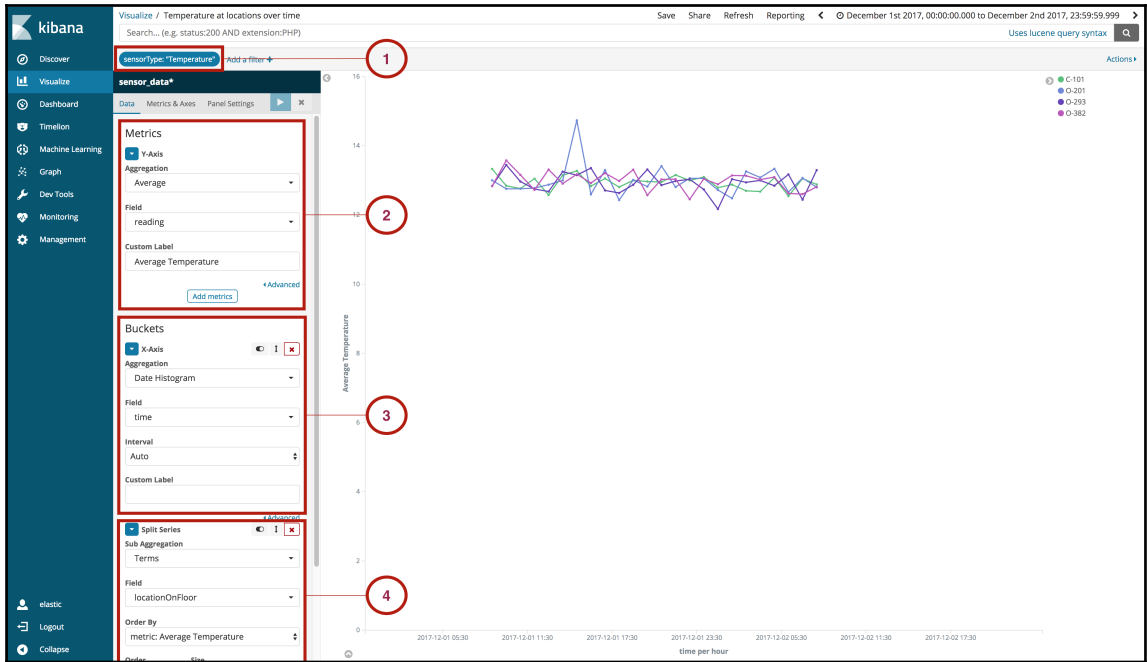 kibana
Discover
Visualize
Dashboard
Timelion
Machine Learning
Graph
Dev Tools
Monitoring
Management
elastic
Logout
Collapse
Visualize / Temperature at locations over time
Save Share Refresh Reporting December 1st 2017, 00:00:00.000 to December 2nd 2017, 23:59:59.999
Search... (e.g. status:200 AND extension:PHP)
Uses lucene query syntax
sensorType: "Temperature" Add a filter +
Actions
1
sensor_data*
Data Metrics & Axes Panel Settings
Metrics
Y-Axis
Aggregation
Average
Field
reading
Custom Label
Average Temperature
Advanced
Add metrics
2
Buckets
X-Axis
Aggregation
Date Histogram
Field
time
Interval
Auto
Custom Label
Advanced
3
Split Series
Sub Aggregation
Terms
Field
locationOnFloor
Order By
metric: Average Temperature
Order Size
4
16
14
12
10
8
6
4
2
0
Average Temperature
2017-12-01 05:30
2017-12-01 11:30
2017-12-01 17:30
2017-12-01 23:30
2017-12-02 05:30
2017-12-02 11:30
2017-12-02 17:30
time per hour
C-101
O-201
O-293
O-382